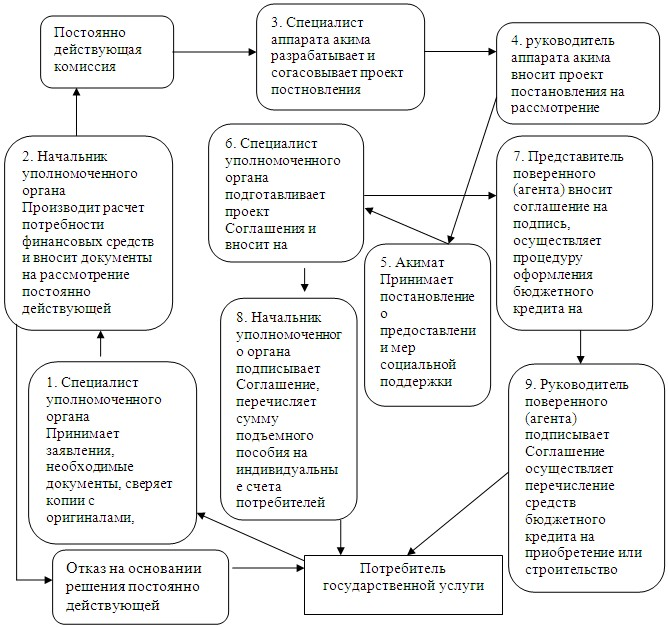 Постоянно
действующая
комиссия
3. Специалист
аппарата акима
разрабатывает и
согасовывает проект
постновления
4. руководитель
аппарата акима
вносит проект
постановления на
рассмотрение
2. Начальник
уполномоченного
органа
Производит расчет
потребности
финансовых средств
и вносит документы
на рассмотрение
постоянно
действующей
6. Специалист
уполномоченного
органа
подготавливает
проект
Соглашения и
вносит на
7. Представитель
поверенного
(агента) вносит
соглашение на
подпись,
осуществляет
процедуру
оформления
бюджетного
кредита на
5. Акимат
Принимает
постановление
о
предоставлени
и мер
социальной
поддержки
8. Начальник
уполномоченног
о органа
подписывает
Соглашение,
перечисляет
сумму
подъемного
пособия на
индивидуальны
е счета
потребителей
1. Специалист
уполномоченного
органа
Принимает
заявления,
необходимые
документы, сверяет
копии с
оригиналами,
9. Руководитель
поверенного
(агента)
подписывает
Соглашение
осуществляет
перечисление
средств
бюджетного
кредита на
приобретение или
строительство
Отказ на основании
решения постоянно
действующей
Потребитель
государственной услуги